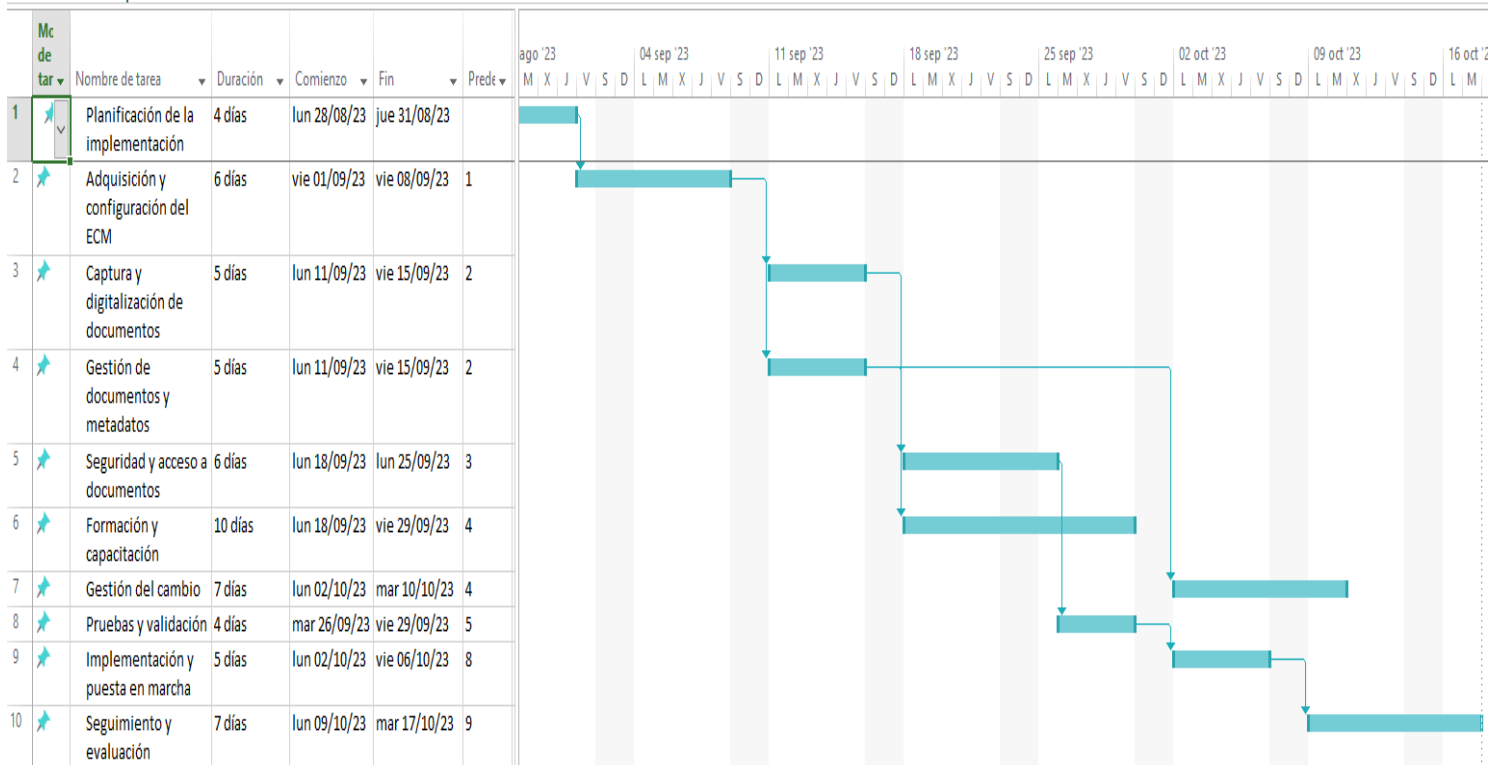 Mc
de
tar Nombre de tarea Duración Comienzo Fin Prede
ago '23 04 sep '23 11 sep '23 18 sep '23 25 sep '23 02 oct '23 09 oct '23 16 oct '2
M X J V S D L M X J V S D L M X J V S D L M X J V S D L M X J V S D L M X J V S D L M X J V S D L M
1 Planificación de la 4 días lun 28/08/23 jue 31/08/23
implementación
2 Adquisición y 6 días vie 01/09/23 vie 08/09/23 1
configuración del
ECM
3 Captura y 5 días lun 11/09/23 vie 15/09/23 2
digitalización de
documentos
4 Gestión de 5 días lun 11/09/23 vie 15/09/23 2
documentos y
metadatos
5 Seguridad y acceso a 6 días lun 18/09/23 lun 25/09/23 3
documentos
6 Formación y 10 días lun 18/09/23 vie 29/09/23 4
capacitación
7 Gestión del cambio 7 días lun 02/10/23 mar 10/10/23 4
8 Pruebas y validación 4 días mar 26/09/23 vie 29/09/23 5
9 Implementación y 5 días lun 02/10/23 vie 06/10/23 8
puesta en marcha
10 Seguimiento y 7 días lun 09/10/23 mar 17/10/23 9
evaluación